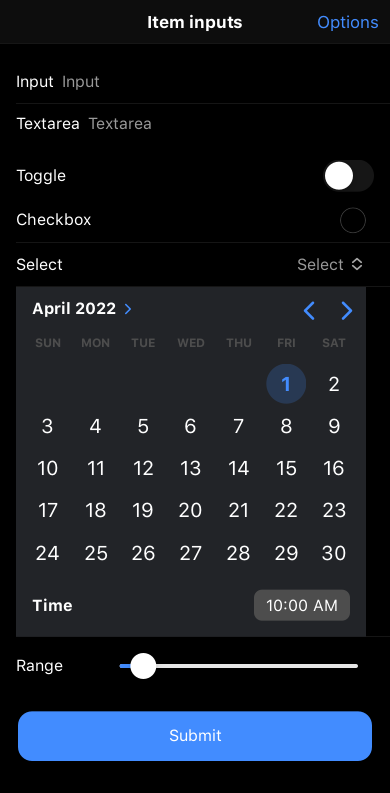 Item inputs Options
Input Input
Textarea Textarea
Toggle
Checkbox
Select Select
April 2022
SUN MON TUE WED THU FRI SAT
1 2
3 4 5 6 7 8 9
10 11 12 13 14 15 16
17 18 19 20 21 22 23
24 25 26 27 28 29 30
Time 10:00 AM
Range
Submit